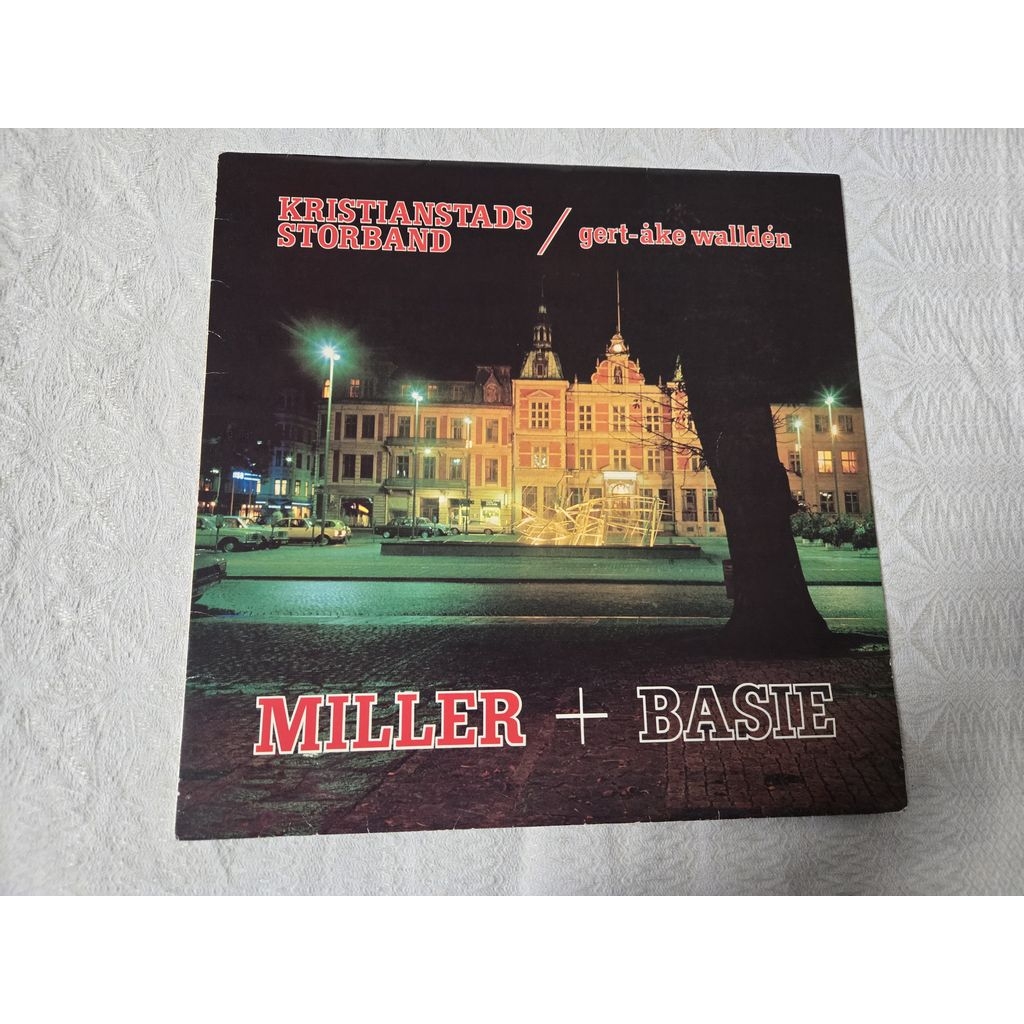 KRISTIANSTADS
STORBAND / gert-åke walldén
MILLER + BASIE